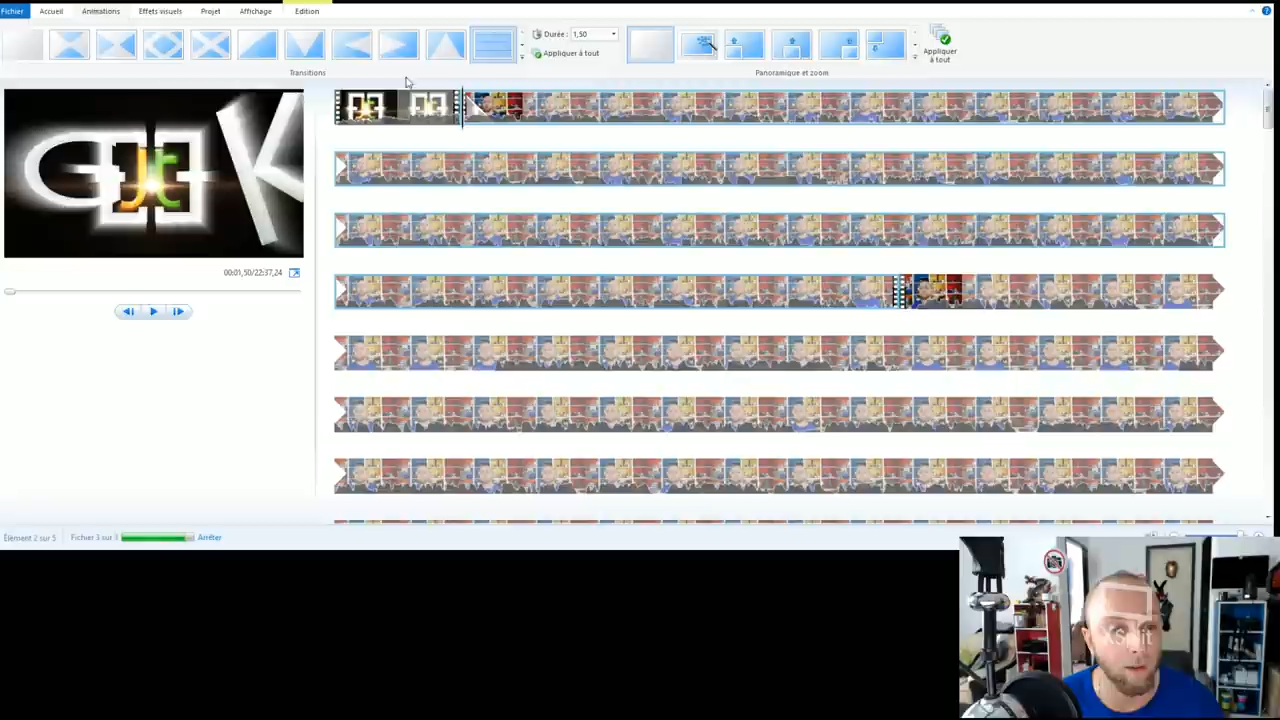 Fichier Accueil Animations Effets visuels Projet Affichage Edition
Durée : 1,50
Appliquer à tout
Appliquer
à tout
Transitions
Panoramique et zoom
jt
K
00:01,50/22:37,24
Élément 2 sur 5 Fichier 3 sur 3 Arrêter